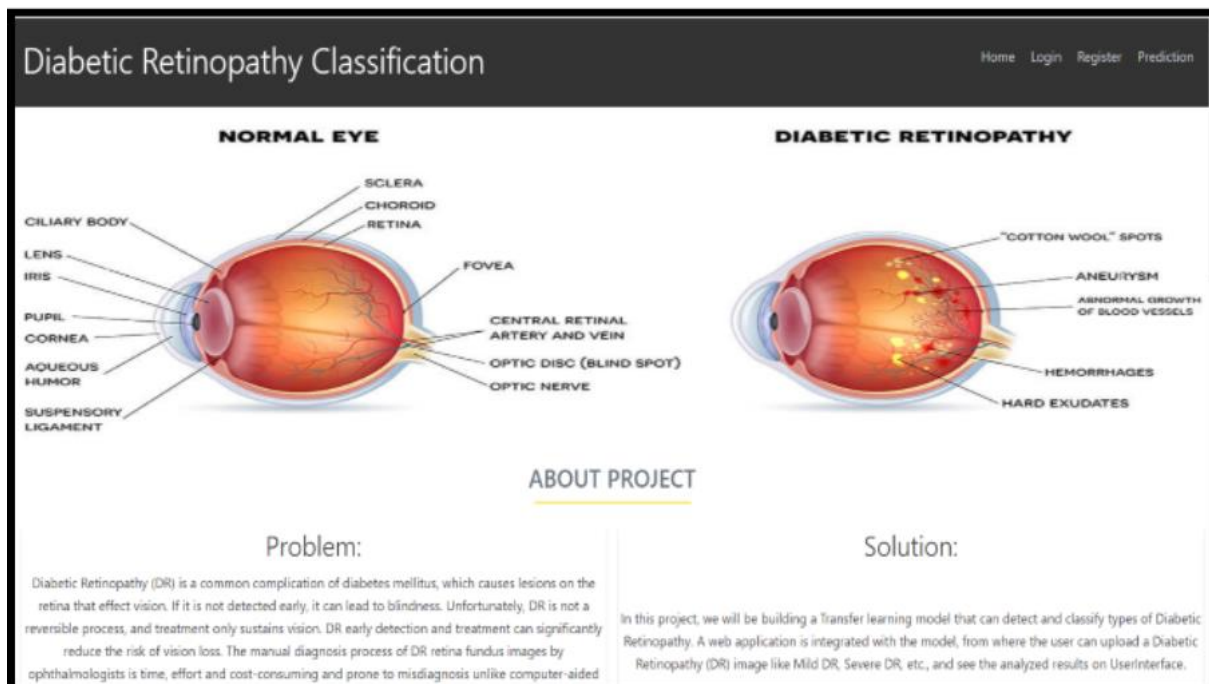 Diabetic Retinopathy Classification
Home Login Register Prediction
NORMAL EYE
SCLERA
CHOROID
RETINA
CILIARY BODY
LENS
IRIS
PUPIL
CORNEA
AQUEOUS
HUMOR
SUSPENSORY
LIGAMENT
FOVEA
CENTRAL RETINAL
ARTERY AND VEIN
OPTIC DISC (BLIND SPOT)
OPTIC NERVE
DIABETIC RETINOPATHY
"COTTON WOOL" SPOTS
ANEURYSM
ABNORMAL GROWTH
OF BLOOD VESSELS
HEMORRHAGES
HARD EXUDATES
ABOUT PROJECT
Problem:
Diabetic Retinopathy (DR) is a common complication of diabetes mellitus, which causes lesions on the
retina that effect vision. If it is not detected early, it can lead to blindness. Unfortunately, DR is not a
reversible process, and treatment only sustains vision. DR early detection and treatment can significantly
reduce the risk of vision loss. The manual diagnosis process of DR retina fundus images by
ophthalmologists is time, effort and cost-consuming and prone to misdiagnosis unlike computer-aided
Solution:
In this project, we will be building a Transfer learning model that can detect and classify types of Diabetic
Retinopathy. A web application is integrated with the model, from where the user can upload a Diabetic
Retinopathy (DR) image like Mild DR, Severe DR, etc., and see the analyzed results on UserInterface.